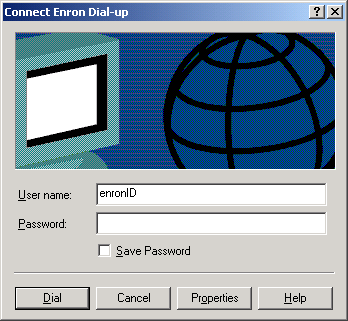 Connect Enron Dial-up
User name: enronID
Password:
Save Password
Dial Cancel Properties Help